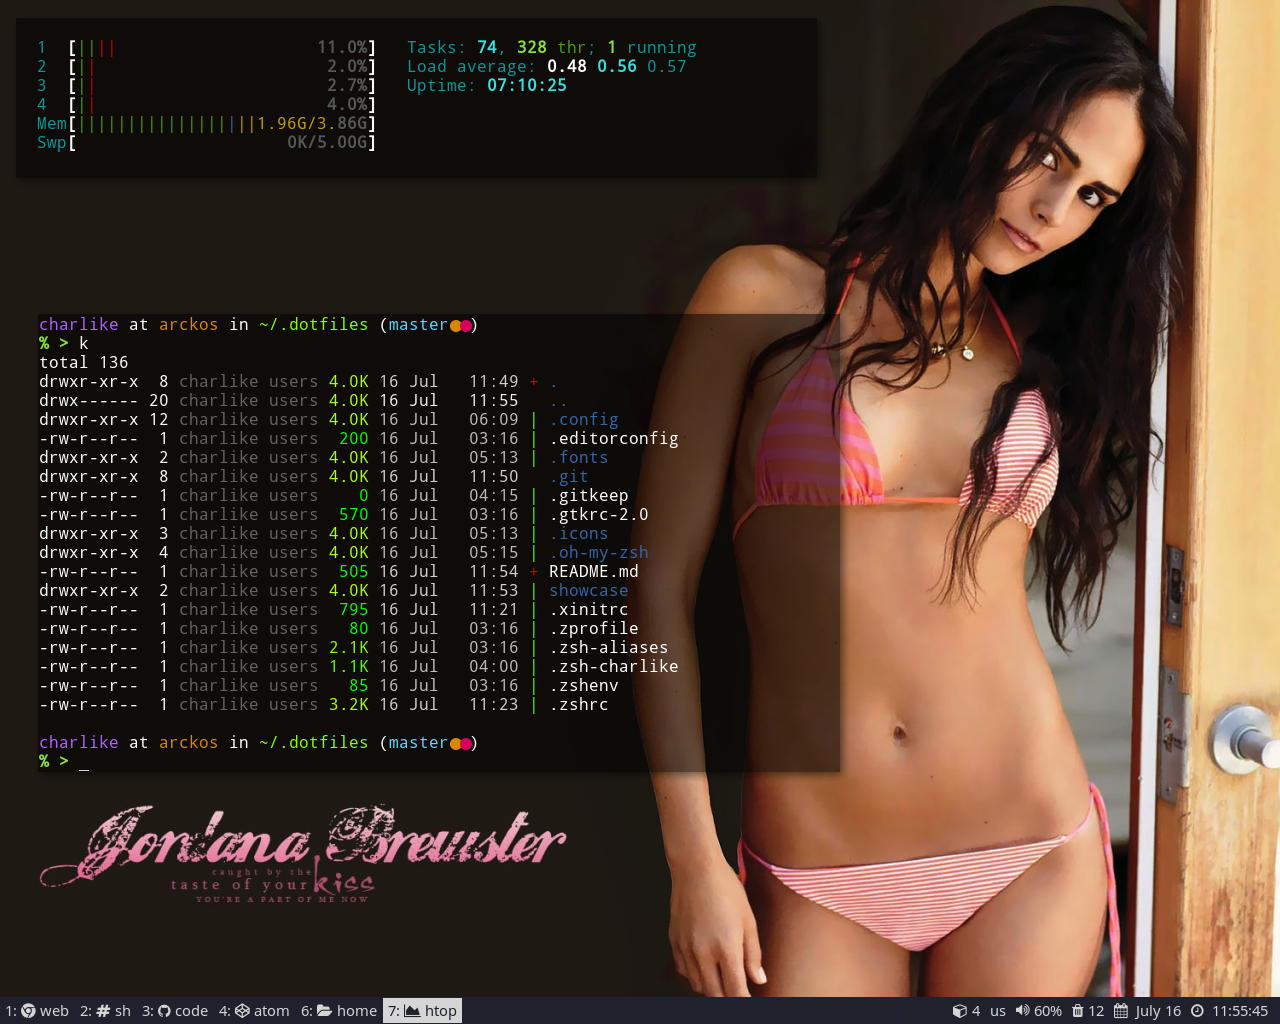 1 [|||| 11.0%] Tasks: 74, 328 thr; 1 running
2 [|| 2.0%] Load average: 0.48 0.56 0.57
3 [|| 2.7%] Uptime: 07:10:25
4 [|| 4.0%]
Mem[||||||||||||||||||1.96G/3.86G]
Swp[ 0K/5.00G]
charlike at arckos in ~/.dotfiles (master)
% > k
total 136
drwxr-xr-x 8 charlike users 4.0K 16 Jul 11:49 + .
drwx------ 20 charlike users 4.0K 16 Jul 11:55 ..
drwxr-xr-x 12 charlike users 4.0K 16 Jul 06:09 | .config
-rw-r--r-- 1 charlike users 200 16 Jul 03:16 | .editorconfig
drwxr-xr-x 2 charlike users 4.0K 16 Jul 05:13 | .fonts
drwxr-xr-x 8 charlike users 4.0K 16 Jul 11:50 .git
-rw-r--r-- 1 charlike users 0 16 Jul 04:15 | .gitkeep
-rw-r--r-- 1 charlike users 570 16 Jul 03:16 | .gtkrc-2.0
drwxr-xr-x 3 charlike users 4.0K 16 Jul 05:13 | .icons
drwxr-xr-x 4 charlike users 4.0K 16 Jul 05:15 | .oh-my-zsh
-rw-r--r-- 1 charlike users 505 16 Jul 11:54 + README.md
drwxr-xr-x 2 charlike users 4.0K 16 Jul 11:53 | showcase
-rw-r--r-- 1 charlike users 795 16 Jul 11:21 | .xinitrc
-rw-r--r-- 1 charlike users 80 16 Jul 03:16 | .zprofile
-rw-r--r-- 1 charlike users 2.1K 16 Jul 03:16 | .zsh-aliases
-rw-r--r-- 1 charlike users 1.1K 16 Jul 04:00 | .zsh-charlike
-rw-r--r-- 1 charlike users 85 16 Jul 03:16 | .zshenv
-rw-r--r-- 1 charlike users 3.2K 16 Jul 11:23 | .zshrc
charlike at arckos in ~/.dotfiles (master)
% > _
Jordana Brewster
caught by the
taste of your kiss
YOU'RE A PART OF ME NOW
1: web 2: sh 3: code 4: atom 6: home 7: htop 4 us 60% 12 July 16 11:55:45